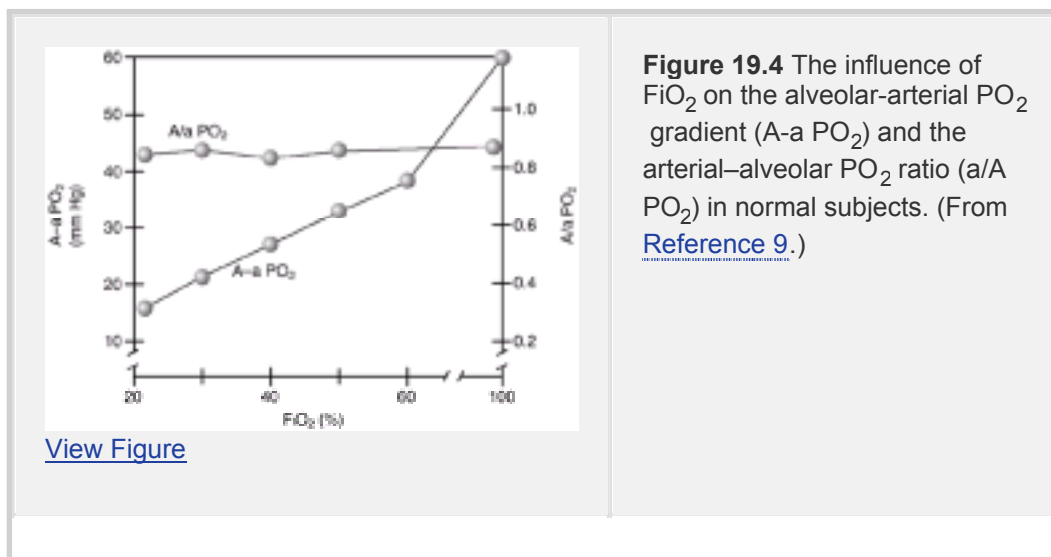 60
50
40
30
20
10
A–a PO2
(mm Hg)
A/a PO2
A–a PO2
1.0
0.8
0.6
0.4
0.2
A/a PO2
20
40
60
100
FiO2 (%)
View Figure
Figure 19.4 The influence of
FiO2 on the alveolar-arterial PO2
gradient (A-a PO2) and the
arterial–alveolar PO2 ratio (a/A
PO2) in normal subjects. (From
Reference 9.)